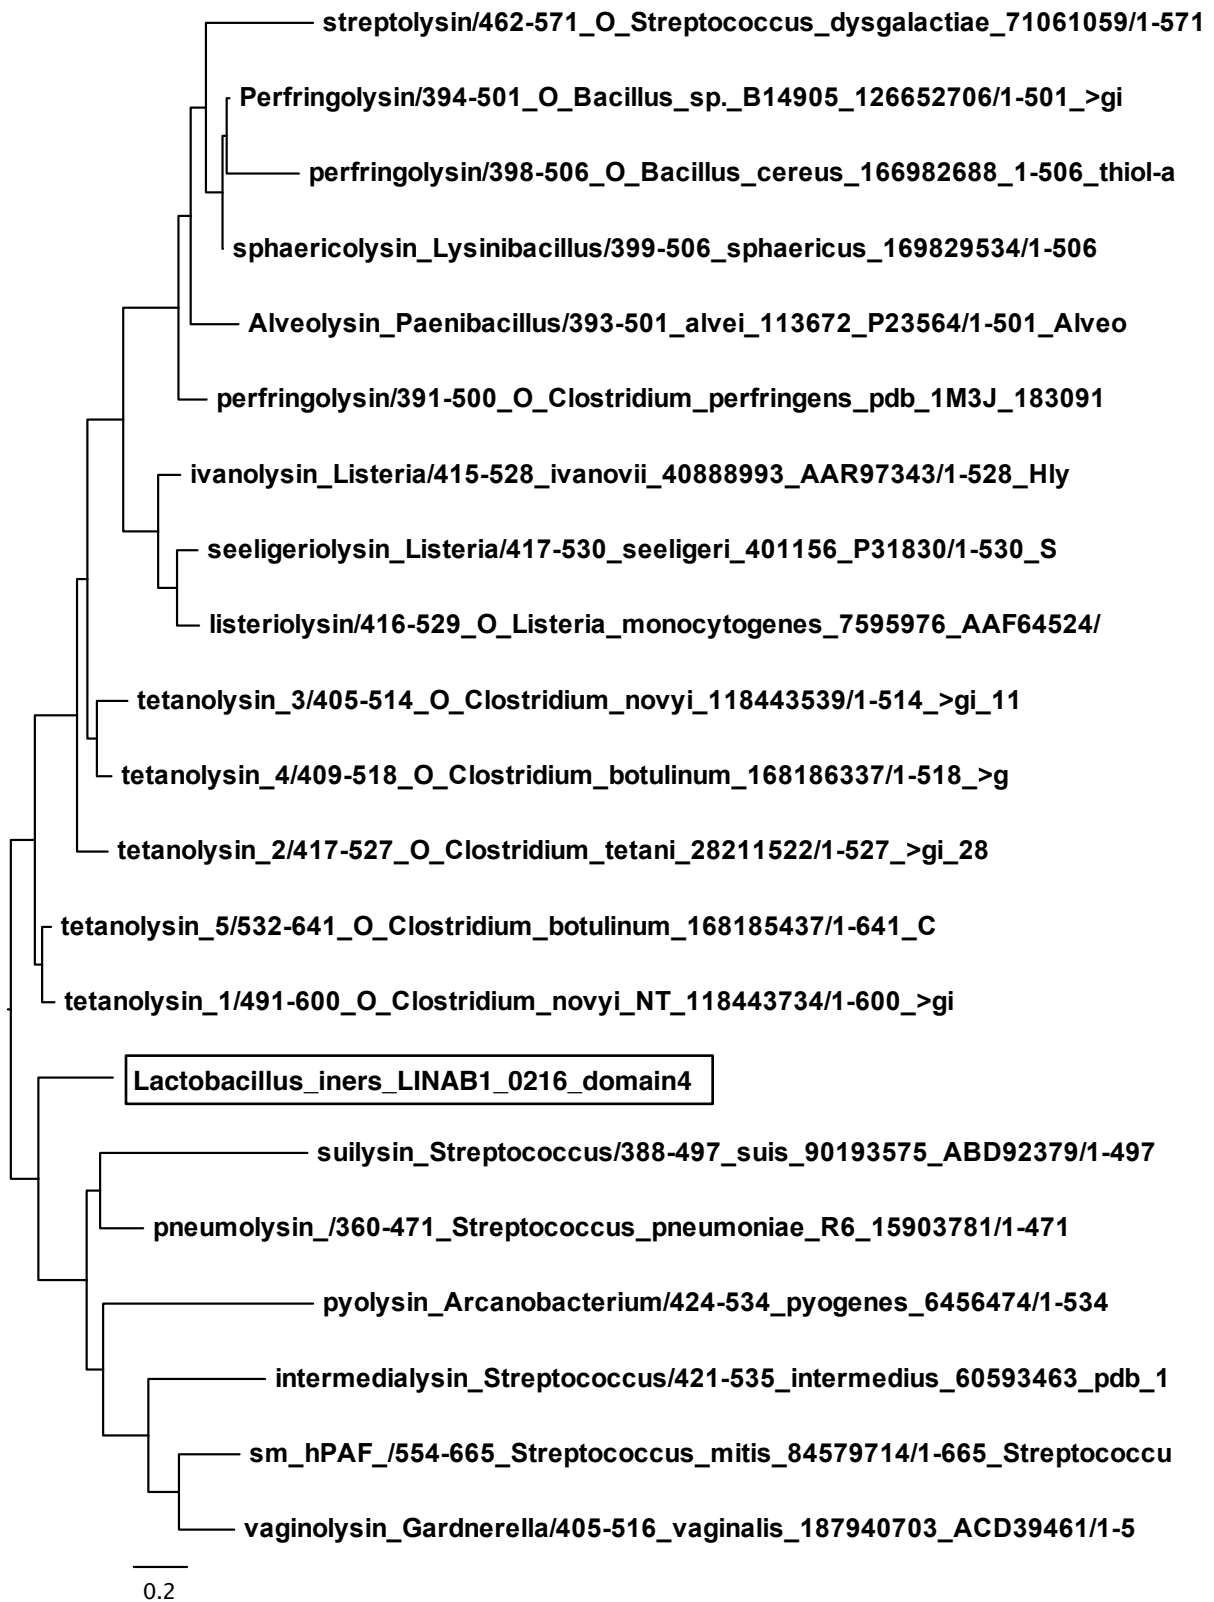 streptolysin/462-571_O_Streptococcus_dysgalactiae_71061059/1-571
Perfringolysin/394-501_O_Bacillus_sp._B14905_126652706/1-501_>gi
perfringolysin/398-506_O_Bacillus_cereus_166982688_1-506_thiol-a
sphaericolysin_Lysinibacillus/399-506_sphaericus_169829534/1-506
Alveolysin_Paenibacillus/393-501_alvei_113672_P23564/1-501_Alveo
perfringolysin/391-500_O_Clostridium_perfringens_pdb_1M3J_183091
ivanolysin_Listeria/415-528_ivanovii_40888993_AAR97343/1-528_Hly
seeligeriolysin_Listeria/417-530_seeligeri_401156_P31830/1-530_S
listeriolysin/416-529_O_Listeria_monocytogenes_7595976_AAF64524/
tetanolysin_3/405-514_O_Clostridium_novyi_118443539/1-514_>gi_11
tetanolysin_4/409-518_O_Clostridium_botulinum_168186337/1-518_>g
tetanolysin_2/417-527_O_Clostridium_tetani_28211522/1-527_>gi_28
tetanolysin_5/532-641_O_Clostridium_botulinum_168185437/1-641_C
tetanolysin_1/491-600_O_Clostridium_novyi_NT_118443734/1-600_>gi
Lactobacillus_iners_LINAB1_0216_domain4
suilysin_Streptococcus/388-497_suis_90193575_ABD92379/1-497
pneumolysin_/360-471_Streptococcus_pneumoniae_R6_15903781/1-471
pyolysin_Arcanobacterium/424-534_pyogenes_6456474/1-534
intermedialysin_Streptococcus/421-535_intermedius_60593463_pdb_1
sm_hPAF_/554-665_Streptococcus_mitis_84579714/1-665_Streptococcu
vaginolysin_Gardnerella/405-516_vaginalis_187940703_ACD39461/1-5
0.2